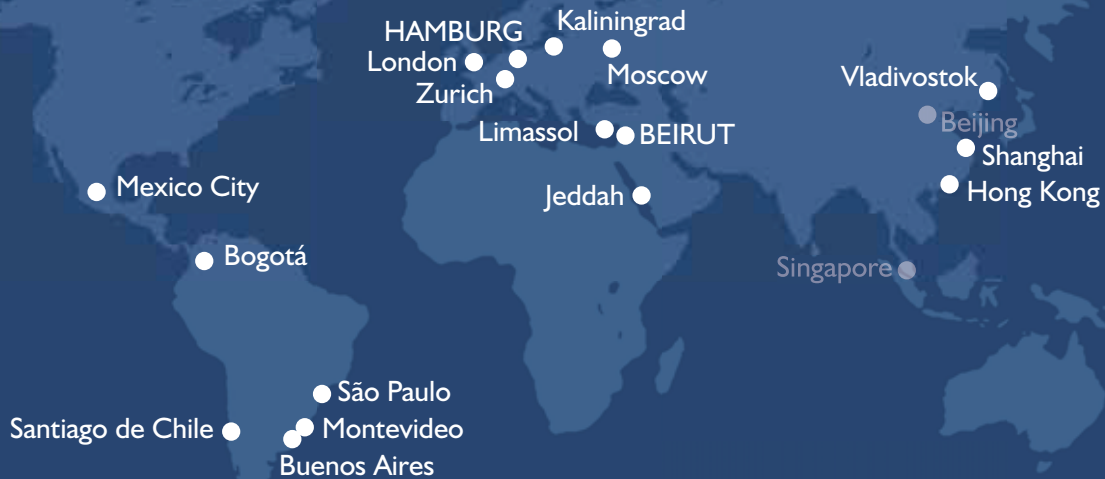 Kaliningrad
HAMBURG
London
Moscow
Zurich
Vladivostok
Beijing
Limassol
BEIRUT
Shanghai
Mexico City
Jeddah
Hong Kong
Bogotá
Singapore
São Paulo
Santiago de Chile
Montevideo
Buenos Aires